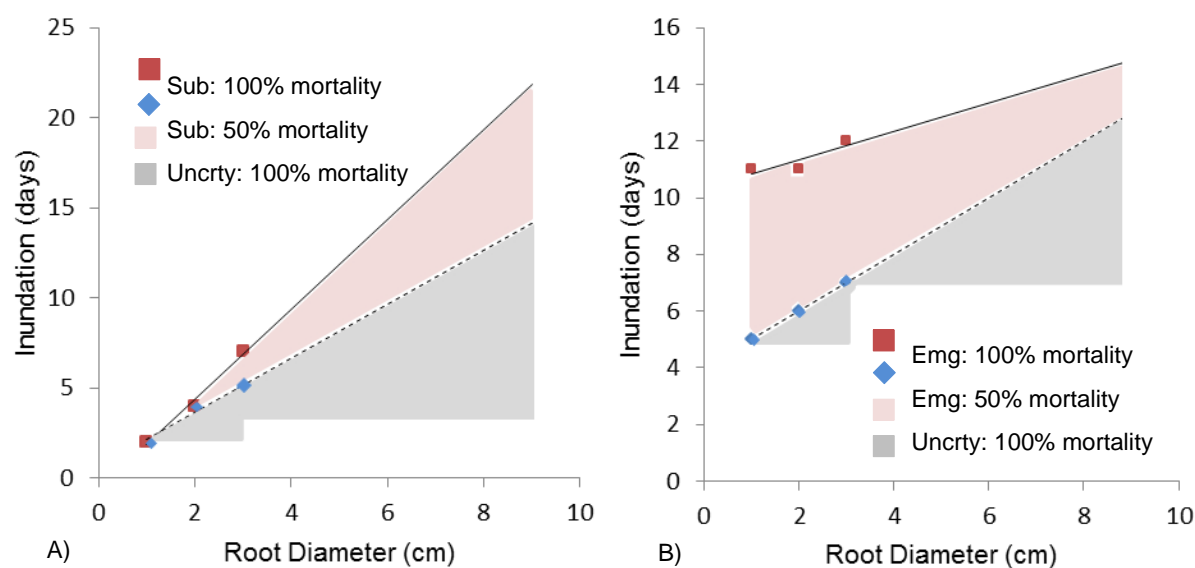 25
20
15
10
5
0
Inundation (days)
Sub: 100% mortality
Sub: 50% mortality
Uncrty: 100% mortality
0 2 4 6 8 10
Root Diameter (cm)
A)
16
14
12
10
8
6
4
2
0
Inundation (days)
Emg: 100% mortality
Emg: 50% mortality
Uncrty: 100% mortality
0 2 4 6 8 10
Root Diameter (cm)
B)